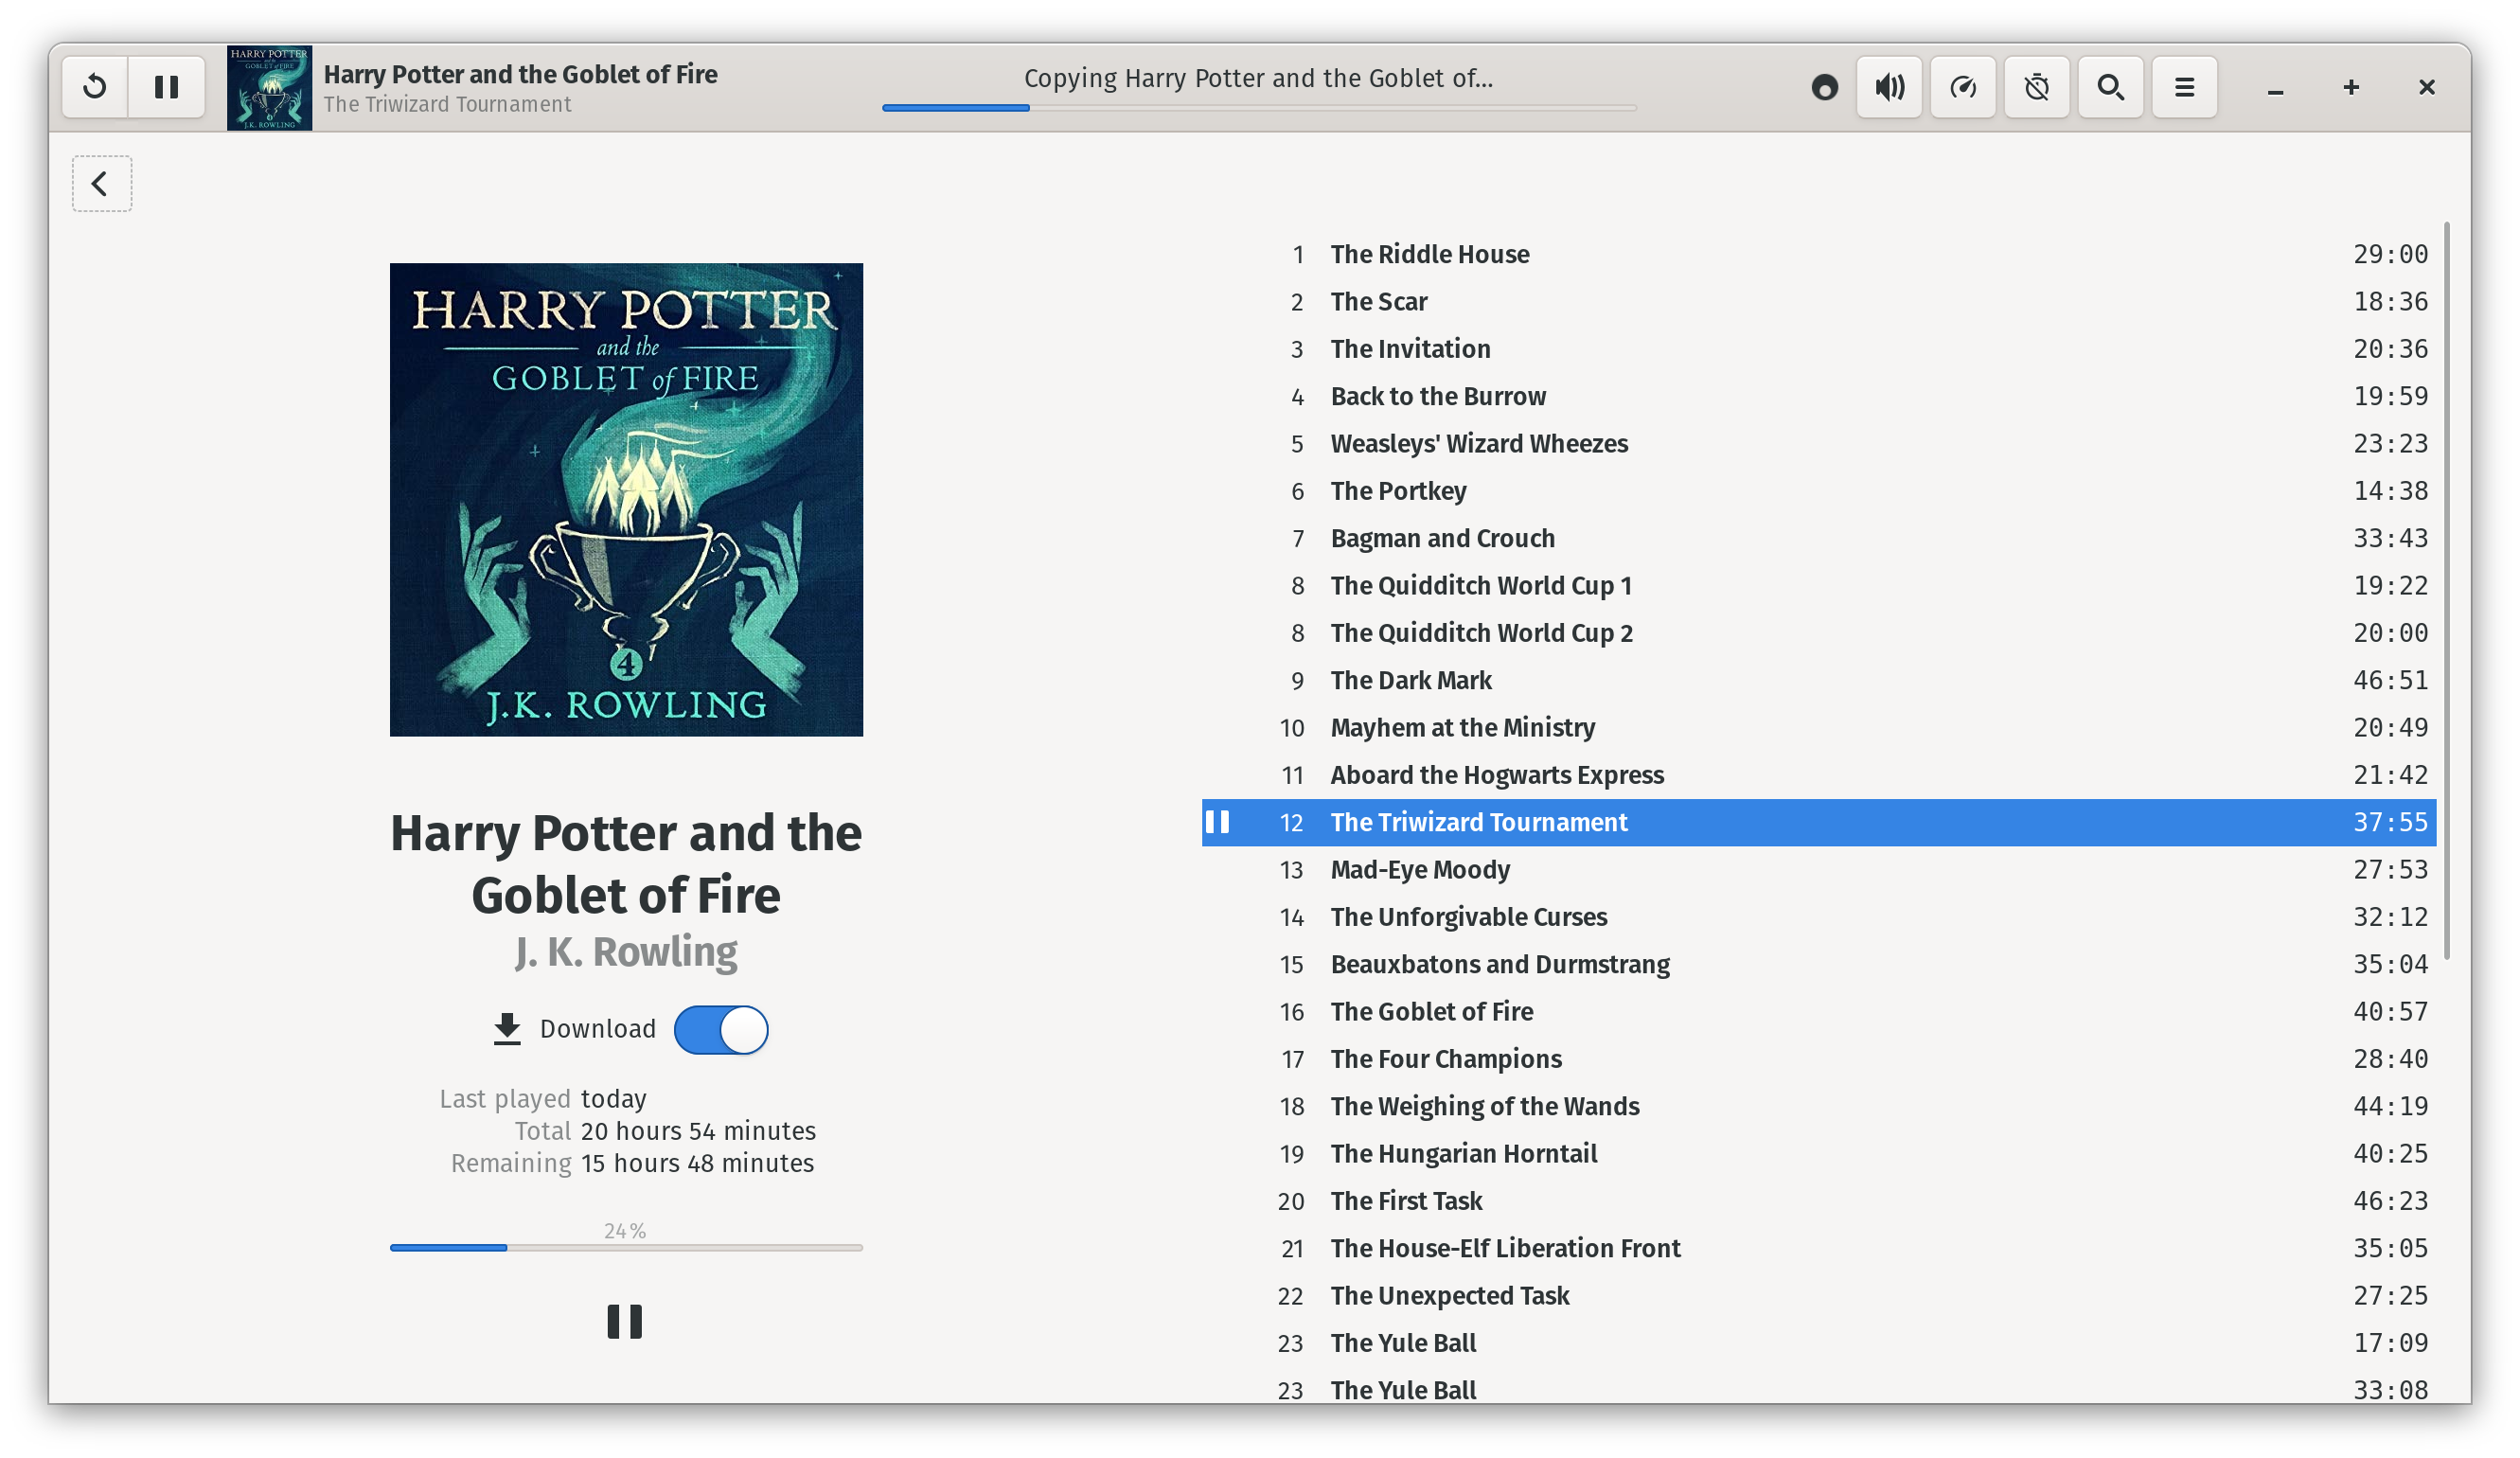 HARRY POTTER
and the
GOBLET of FIRE
J.K. ROWLING
Harry Potter and the Goblet of Fire
The Triwizard Tournament
Copying Harry Potter and the Goblet of...
HARRY POTTER
and the
GOBLET of FIRE
4
J.K. ROWLING
Harry Potter and the
Goblet of Fire
J. K. Rowling
Download
Last played today
Total 20 hours 54 minutes
Remaining 15 hours 48 minutes
24%
1 The Riddle House 29:00
2 The Scar 18:36
3 The Invitation 20:36
4 Back to the Burrow 19:59
5 Weasleys' Wizard Wheezes 23:23
6 The Portkey 14:38
7 Bagman and Crouch 33:43
8 The Quidditch World Cup 1 19:22
8 The Quidditch World Cup 2 20:00
9 The Dark Mark 46:51
10 Mayhem at the Ministry 20:49
11 Aboard the Hogwarts Express 21:42
12 The Triwizard Tournament 37:55
13 Mad-Eye Moody 27:53
14 The Unforgivable Curses 32:12
15 Beauxbatons and Durmstrang 35:04
16 The Goblet of Fire 40:57
17 The Four Champions 28:40
18 The Weighing of the Wands 44:19
19 The Hungarian Horntail 40:25
20 The First Task 46:23
21 The House-Elf Liberation Front 35:05
22 The Unexpected Task 27:25
23 The Yule Ball 17:09
23 The Yule Ball 33:08